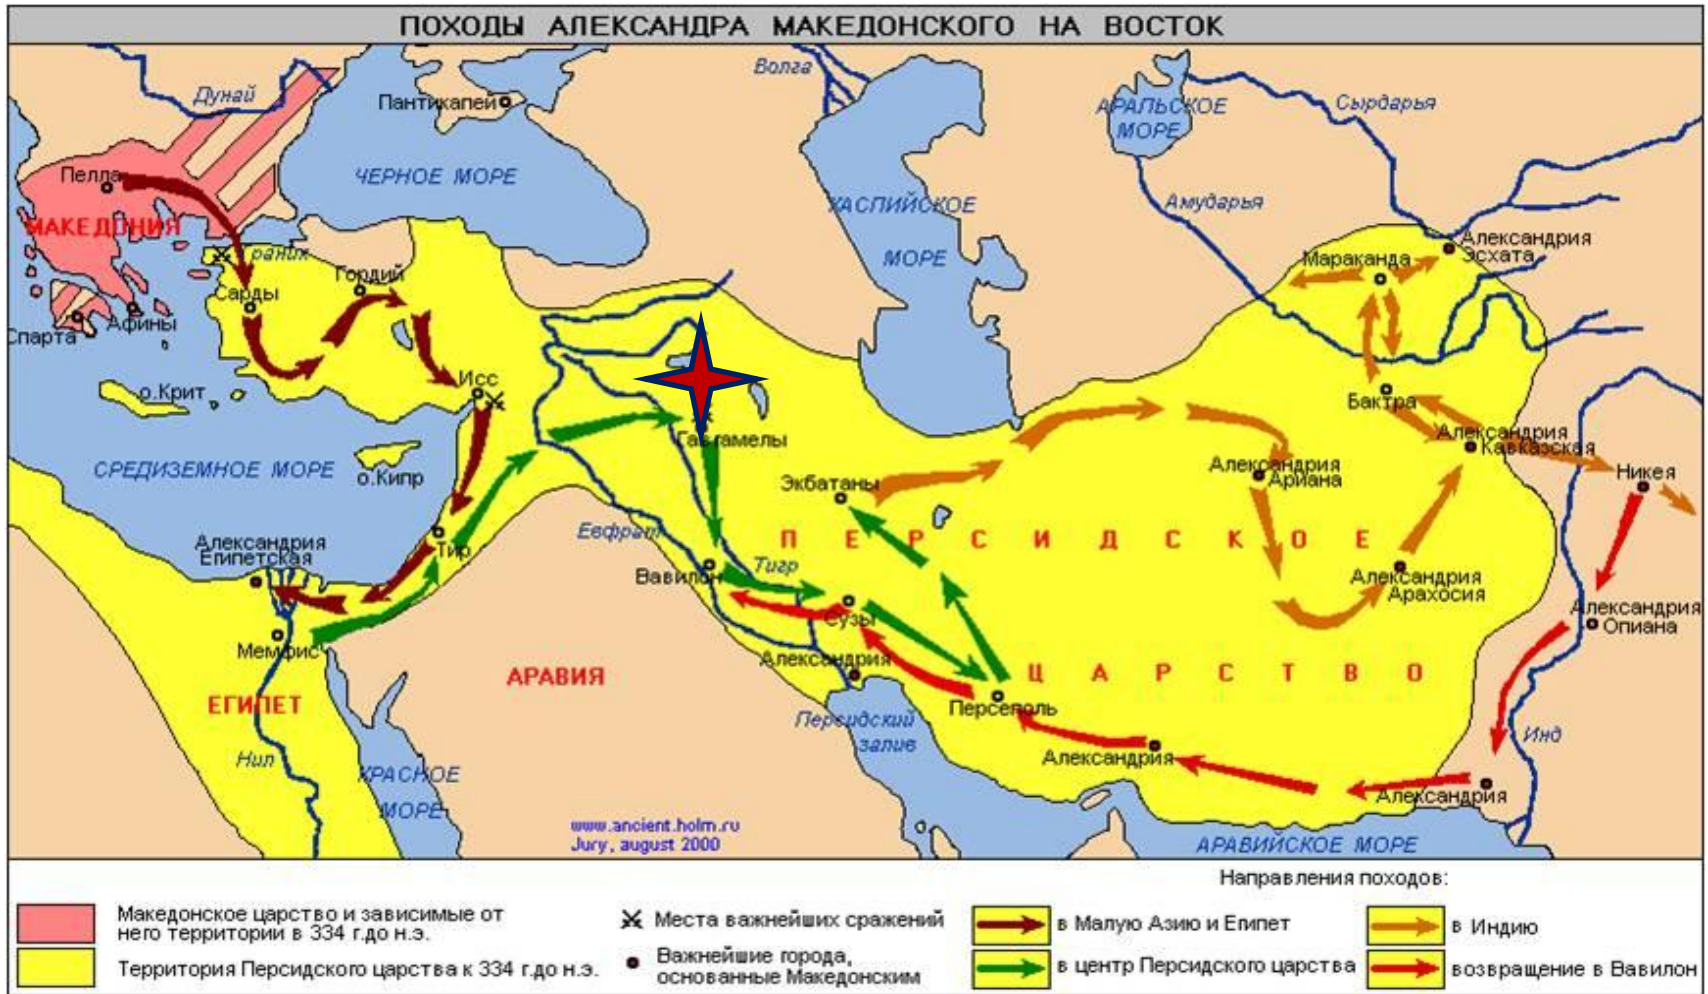 ПОХОДЫ АЛЕКСАНДРА МАКЕДОНСКОГО НА ВОСТОК
Волга
Дунай
Пантикапей
АРАЛЬСКОЕ
МОРЕ
Сырдарья
Пелла
ЧЕРНОЕ МОРЕ
КАСПИЙСКОЕ
МОРЕ
Амударья
МАКЕДОНИЯ
раник
Гордий
Сарды
Спарта
Афины
Александрия
Эсхата
Мараканда
Исс
о.Крит
Бактра
Гавгамелы
СРЕДИЗЕМНОЕ МОРЕ
о.Кипр
Экбатаны
Александрия
Ариана
Александрия
Кавказская
Никея
Александрия
Египетская
Тир
Евфрат
ПЕРСИДСКОЕ
Вавилон
Тигр
Александрия
Арахосия
Мемфис
Сузы
Александрия
Опиана
АРАВИЯ
Александрия
ЦАРСТВО
ЕГИПЕТ
Персидский
залив
Персеполь
Нил
КРАСНОЕ
МОРЕ
Александрия
Инд
Александрия
www.ancient.holm.ru
Jury, august 2000
АРАВИЙСКОЕ МОРЕ
Македонское царство и зависимые от
него территории в 334 г.до н.э.
Территория Персидского царства к 334 г.до н.э.
Места важнейших сражений
Важнейшие города,
основанные Македонским
Направления походов:
в Малую Азию и Египет
в Индию
в центр Персидского царства
возвращение в Вавилон